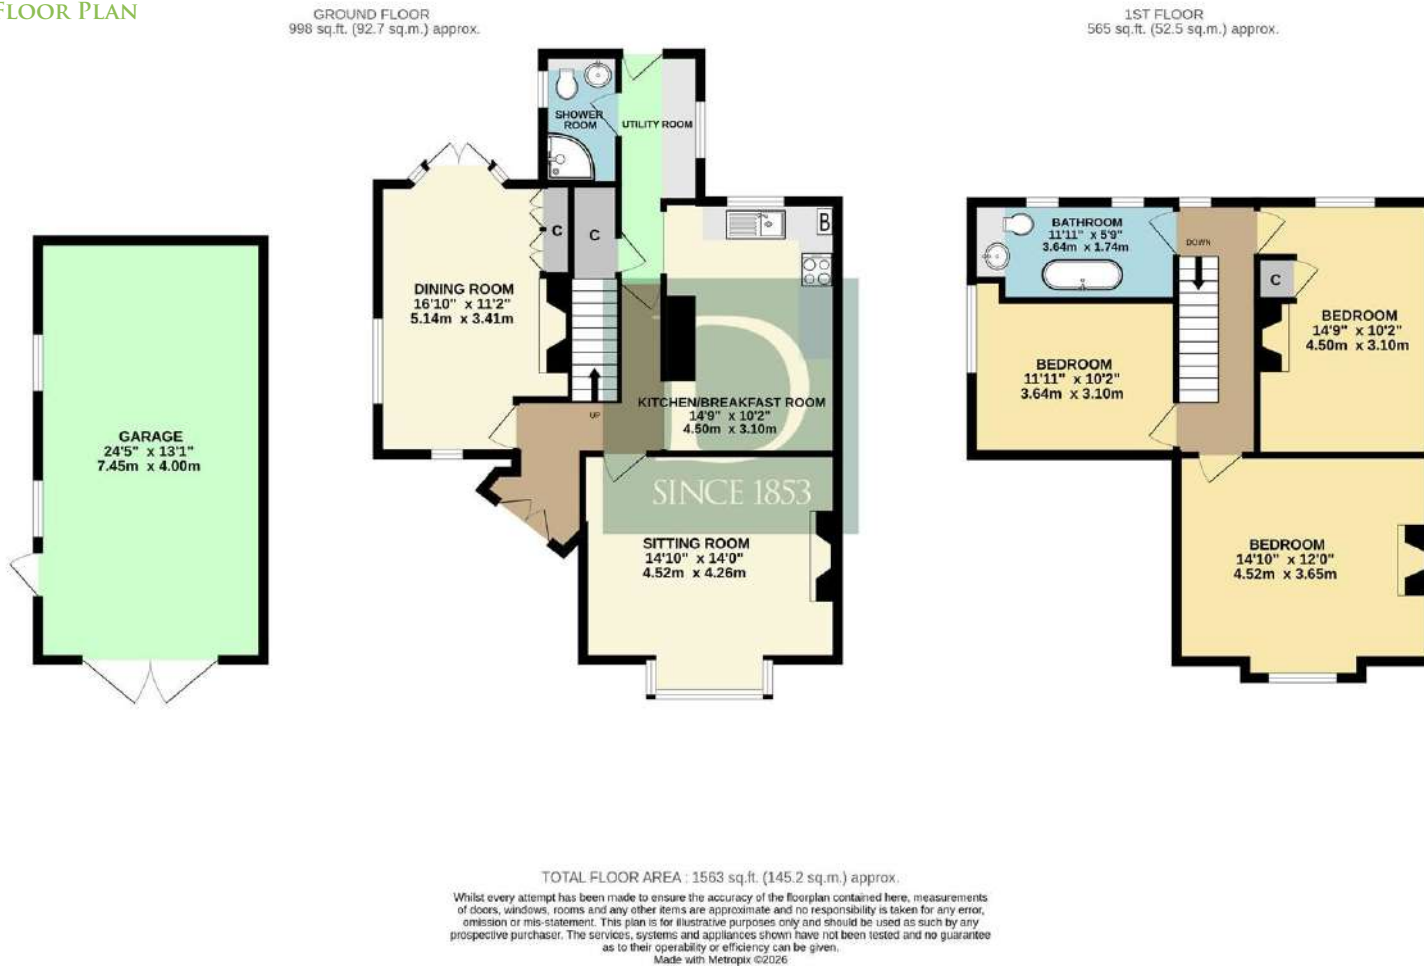 FLOOR PLAN
GROUND FLOOR
998 sq.ft. (92.7 sq.m.) approx.
1ST FLOOR
565 sq.ft. (52.5 sq.m.) approx.
SHOWER
ROOM
UTILITY ROOM
C
C
B
DINING ROOM
16'10" x 11'2"
5.14m x 3.41m
UP
KITCHEN/BREAKFAST ROOM
14'9" x 10'2"
4.50m x 3.10m
D
SINCE 1853
SITTING ROOM
14'10" x 14'0"
4.52m x 4.26m
GARAGE
24'5" x 13'1"
7.45m x 4.00m
BATHROOM
11'11" x 5'9"
3.64m x 1.74m
DOWN
C
BEDROOM
14'9" x 10'2"
4.50m x 3.10m
BEDROOM
11'11" x 10'2"
3.64m x 3.10m
BEDROOM
14'10" x 12'0"
4.52m x 3.65m
TOTAL FLOOR AREA : 1563 sq.ft. (145.2 sq.m.) approx.
Whilst every attempt has been made to ensure the accuracy of the floorplan contained here, measurements
of doors, windows, rooms and any other items are approximate and no responsibility is taken for any error,
omission or mis-statement. This plan is for illustrative purposes only and should be used as such by any
prospective purchaser. The services, systems and appliances shown have not been tested and no guarantee
as to their operability or efficiency can be given.
Made with Metropix ©2026